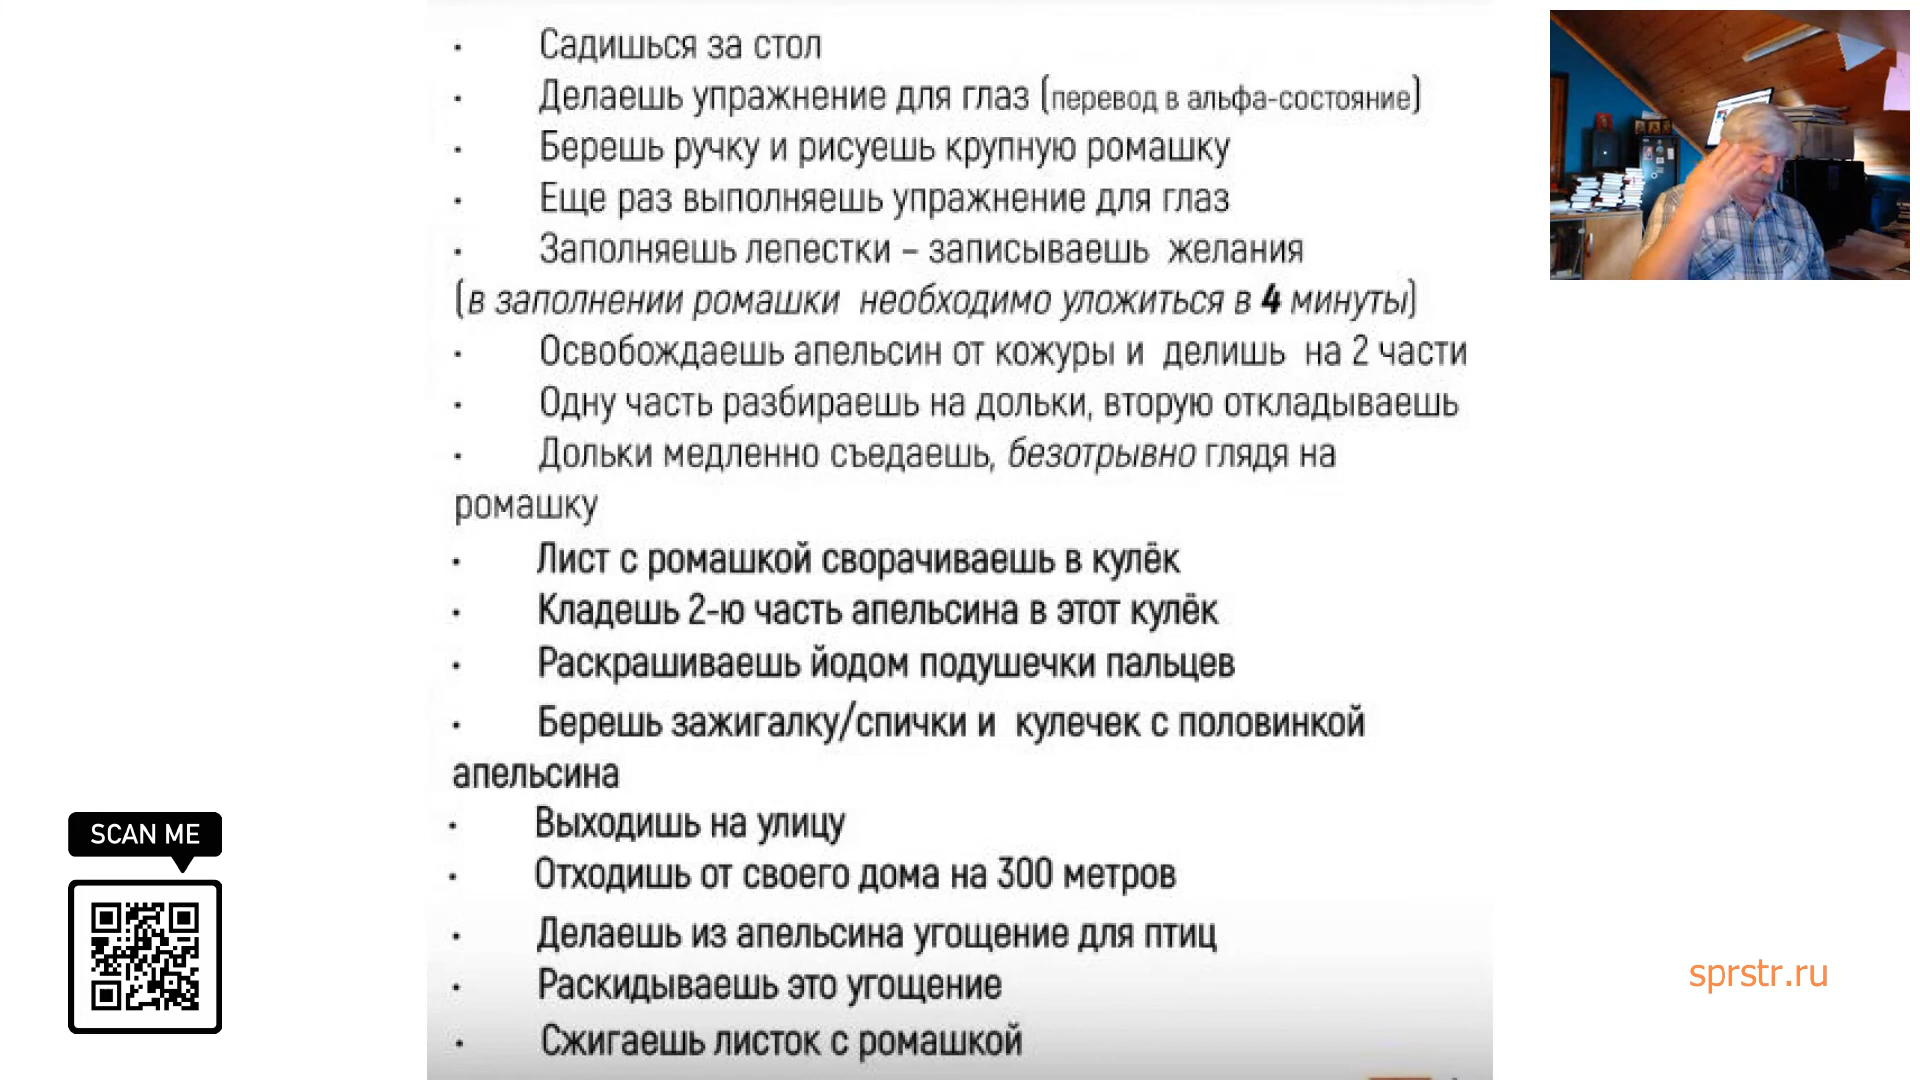 • Садишься за стол
• Делаешь упражнение для глаз (перевод в альфа-состояние)
• Берешь ручку и рисуешь крупную ромашку
• Еще раз выполняешь упражнение для глаз
• Заполняешь лепестки – записываешь желания
(в заполнении ромашки необходимо уложиться в 4 минуты)
• Освобождаешь апельсин от кожуры и делишь на 2 части
• Одну часть разбираешь на дольки, вторую откладываешь
• Дольки медленно съедаешь, безотрывно глядя на
ромашку
• Лист с ромашкой сворачиваешь в кулёк
• Кладешь 2-ю часть апельсина в этот кулёк
• Раскрашиваешь йодом подушечки пальцев
• Берешь зажигалку/спички и кулечек с половинкой
апельсина
• Выходишь на улицу
• Отходишь от своего дома на 300 метров
• Делаешь из апельсина угощение для птиц
• Раскидываешь это угощение
• Сжигаешь листок с ромашкой
SCAN ME
sprstr.ru